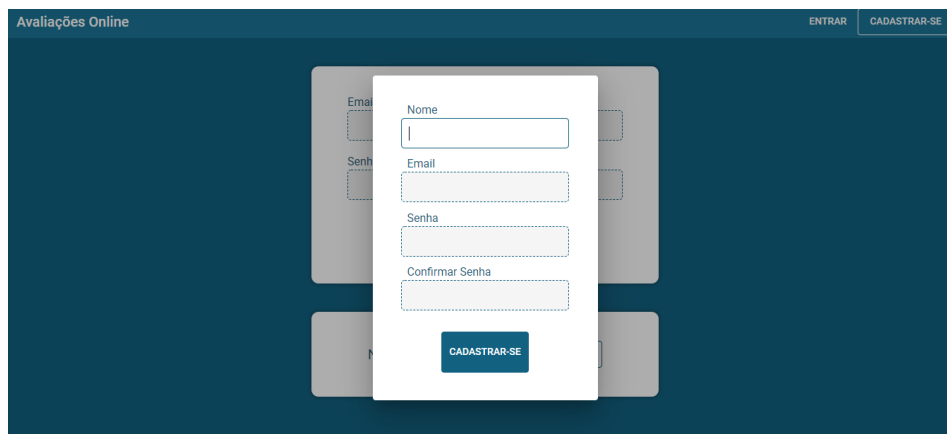 Avaliações Online
ENTRAR
CADASTRAR-SE
Nome
Email
Senha
Confirmar Senha
CADASTRAR-SE